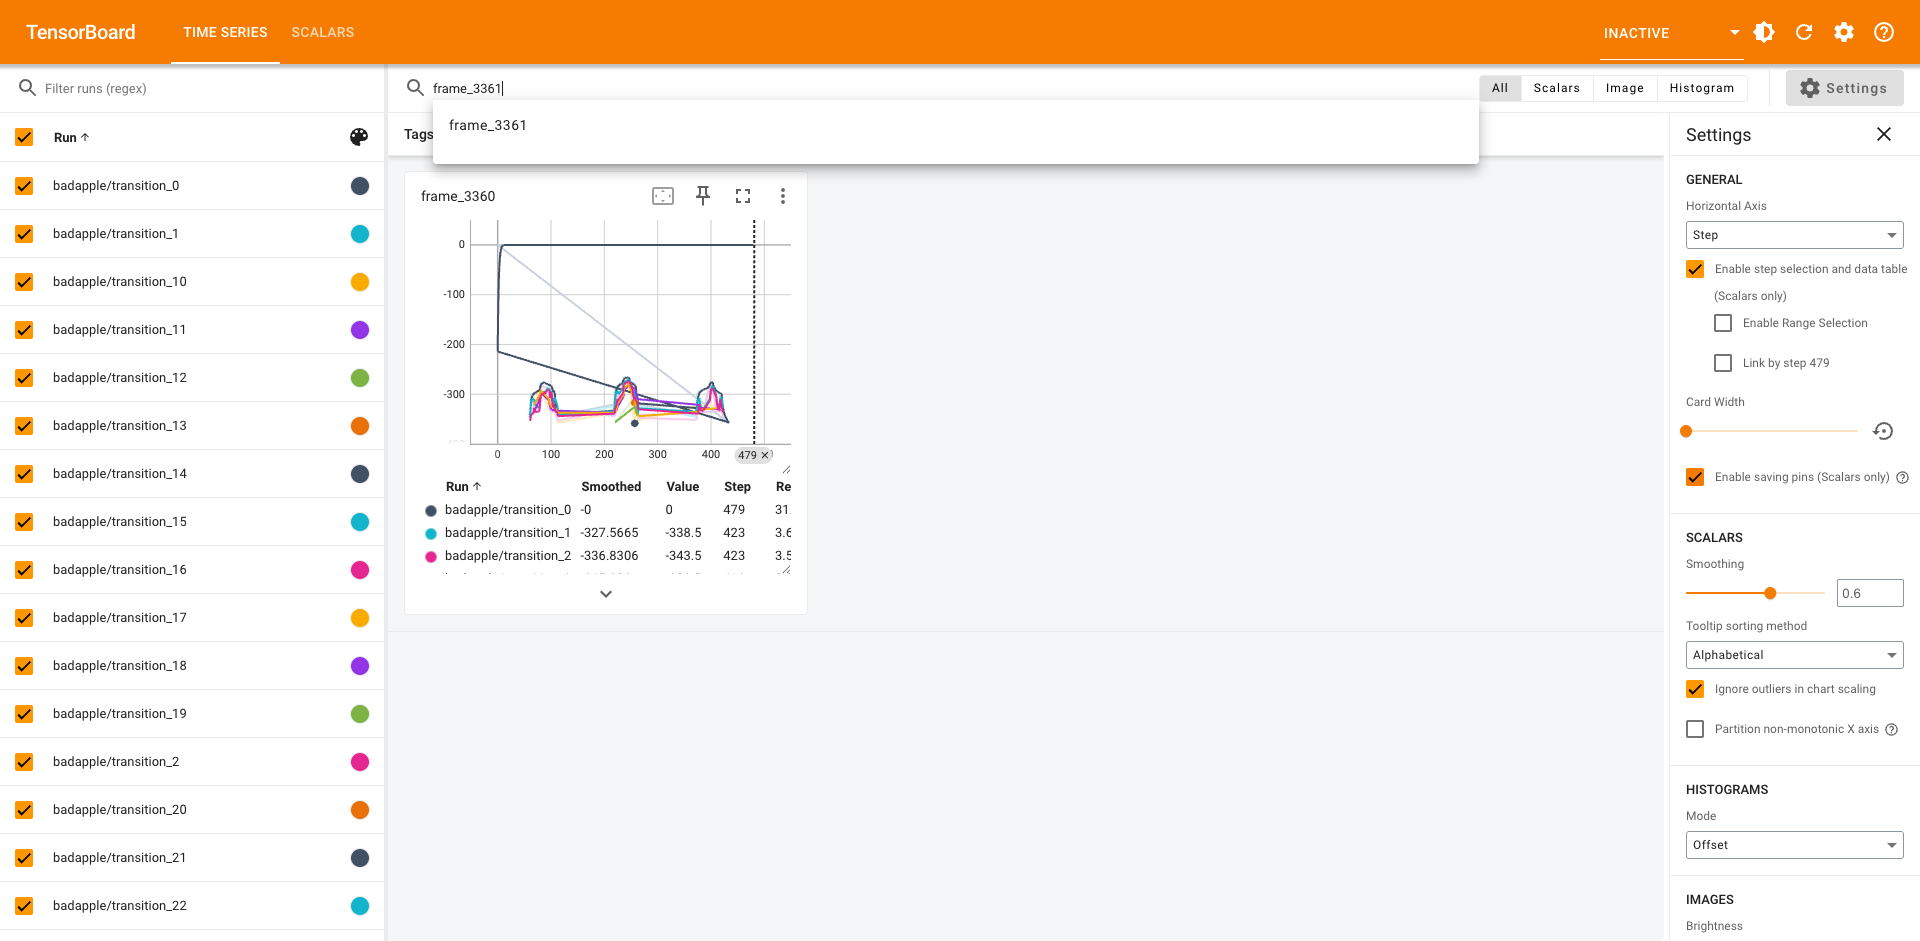 TensorBoard
TIME SERIES
SCALARS
INACTIVE
Filter runs (regex)
frame_3361
All
Scalars
Image
Histogram
Settings
Run
badapple/transition_0
badapple/transition_1
badapple/transition_10
badapple/transition_11
badapple/transition_12
badapple/transition_13
badapple/transition_14
badapple/transition_15
badapple/transition_16
badapple/transition_17
badapple/transition_18
badapple/transition_19
badapple/transition_2
badapple/transition_20
badapple/transition_21
badapple/transition_22
Tags
frame_3361
frame_3360
0
-100
-200
-300
0 100 200 300 400 479
Run Smoothed Value Step Re
badapple/transition_0 -0 0 479 31.
badapple/transition_1 -327.5665 -338.5 423 3.6
badapple/transition_2 -336.8306 -343.5 423 3.5
Settings
GENERAL
Horizontal Axis
Step
Enable step selection and data table
(Scalars only)
Enable Range Selection
Link by step 479
Card Width
Enable saving pins (Scalars only)
SCALARS
Smoothing
0.6
Tooltip sorting method
Alphabetical
Ignore outliers in chart scaling
Partition non-monotonic X axis
HISTOGRAMS
Mode
Offset
IMAGES
Brightness